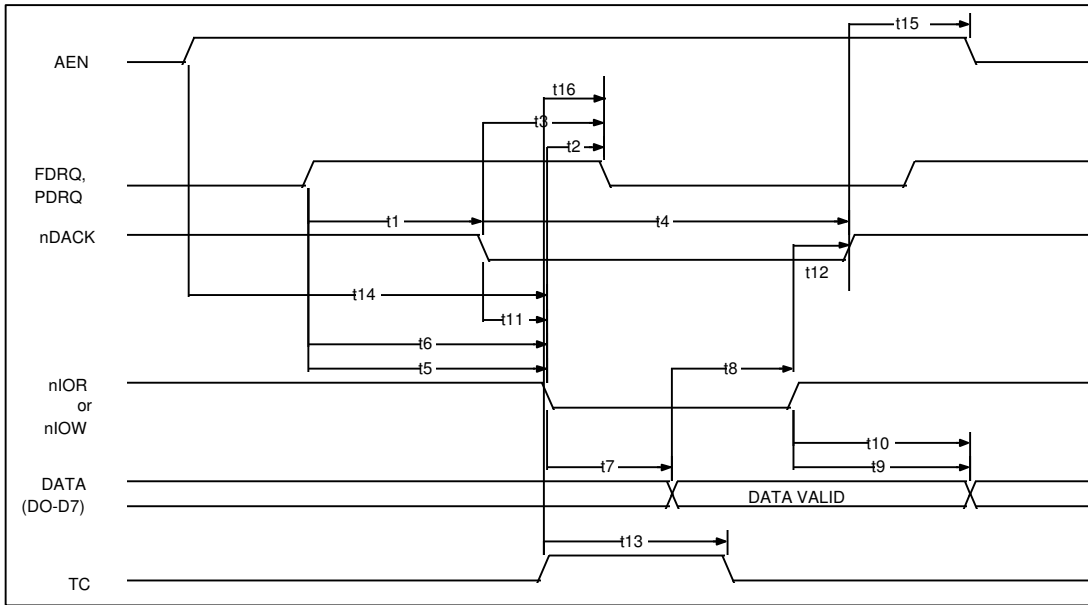 t15
AEN
t16
t3
t2
FDRQ,
PDRQ
t1
t4
nDACK
t12
t14
t11
t6
t5
t8
nIOR
or
nIOW
t10
t9
t7
DATA
(DO-D7)
DATA VALID
t13
TC